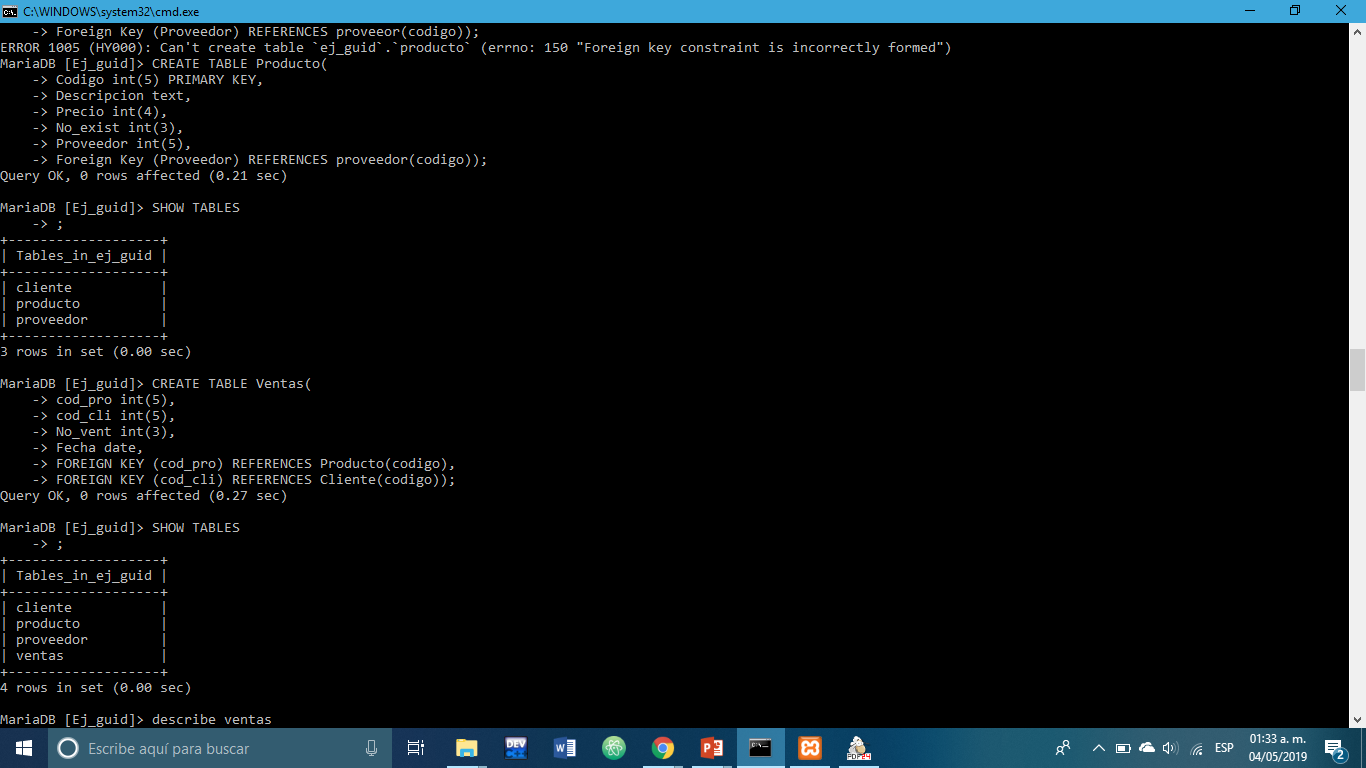 C:\WINDOWS\system32\cmd.exe
    -> Foreign Key (Proveedor) REFERENCES proveeor(codigo));
ERROR 1005 (HY000): Can't create table `ej_guid`.`producto` (errno: 150 "Foreign key constraint is incorrectly formed")
MariaDB [Ej_guid]> CREATE TABLE Producto(
    -> Codigo int(5) PRIMARY KEY,
    -> Descripcion text,
    -> Precio int(4),
    -> No_exist int(3),
    -> Proveedor int(5),
    -> Foreign Key (Proveedor) REFERENCES proveedor(codigo));
Query OK, 0 rows affected (0.21 sec)

MariaDB [Ej_guid]> SHOW TABLES
    -> ;
+-------------------+
| Tables_in_ej_guid |
+-------------------+
| cliente           |
| producto          |
| proveedor         |
+-------------------+
3 rows in set (0.00 sec)

MariaDB [Ej_guid]> CREATE TABLE Ventas(
    -> cod_pro int(5),
    -> cod_cli int(5),
    -> No_vent int(3),
    -> Fecha date,
    -> FOREIGN KEY (cod_pro) REFERENCES Producto(codigo),
    -> FOREIGN KEY (cod_cli) REFERENCES Cliente(codigo));
Query OK, 0 rows affected (0.27 sec)

MariaDB [Ej_guid]> SHOW TABLES
    -> ;
+-------------------+
| Tables_in_ej_guid |
+-------------------+
| cliente           |
| producto          |
| proveedor         |
| ventas            |
+-------------------+
4 rows in set (0.00 sec)

MariaDB [Ej_guid]> describe ventas
Escribe aquí para buscar
DEV
ESP
01:33 a. m.
04/05/2019
2